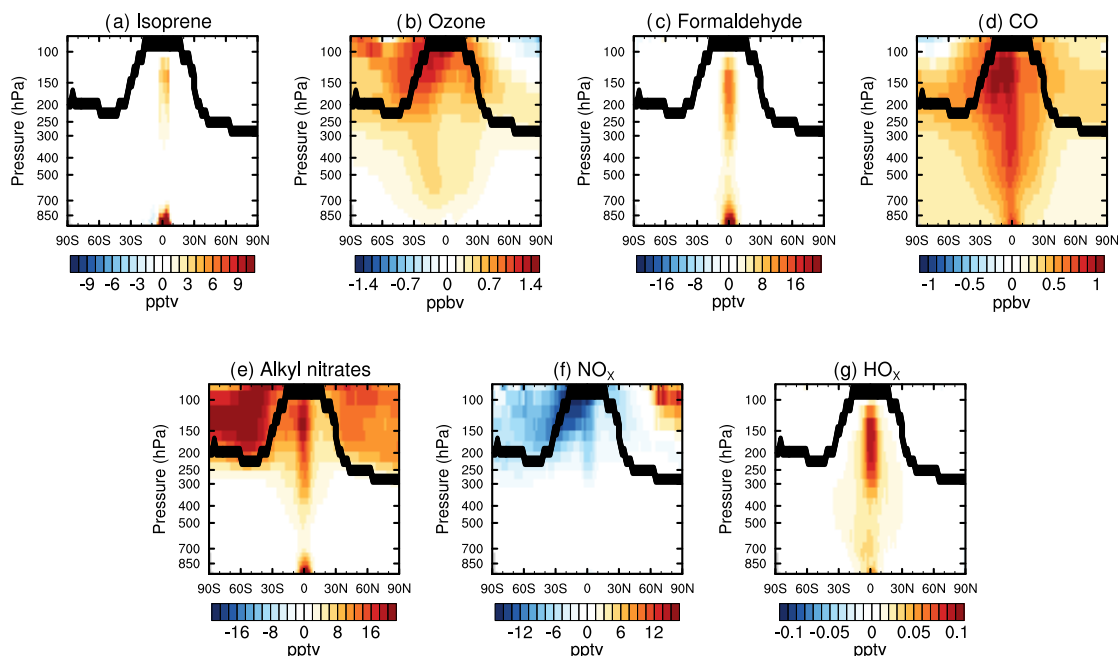 (a) Isoprene
(b) Ozone
(c) Formaldehyde
(d) CO
Pressure (hPa)
100
150
200
250
300
400
500
700
850
90S 60S 30S 0 30N 60N 90N
-9 -6 -3 0 3 6 9
pptv
Pressure (hPa)
100
150
200
250
300
400
500
700
850
90S 60S 30S 0 30N 60N 90N
-1.4 -0.7 0 0.7 1.4
ppbv
Pressure (hPa)
100
150
200
250
300
400
500
700
850
90S 60S 30S 0 30N 60N 90N
-16 -8 0 8 16
pptv
Pressure (hPa)
100
150
200
250
300
400
500
700
850
90S 60S 30S 0 30N 60N 90N
-1 -0.5 0 0.5 1
ppbv
(e) Alkyl nitrates
(f) NOX
(g) HOX
Pressure (hPa)
100
150
200
250
300
400
500
700
850
90S 60S 30S 0 30N 60N 90N
-16 -8 0 8 16
pptv
Pressure (hPa)
100
150
200
250
300
400
500
700
850
90S 60S 30S 0 30N 60N 90N
-12 -6 0 6 12
pptv
Pressure (hPa)
100
150
200
250
300
400
500
700
850
90S 60S 30S 0 30N 60N 90N
-0.1 -0.05 0 0.05 0.1
pptv